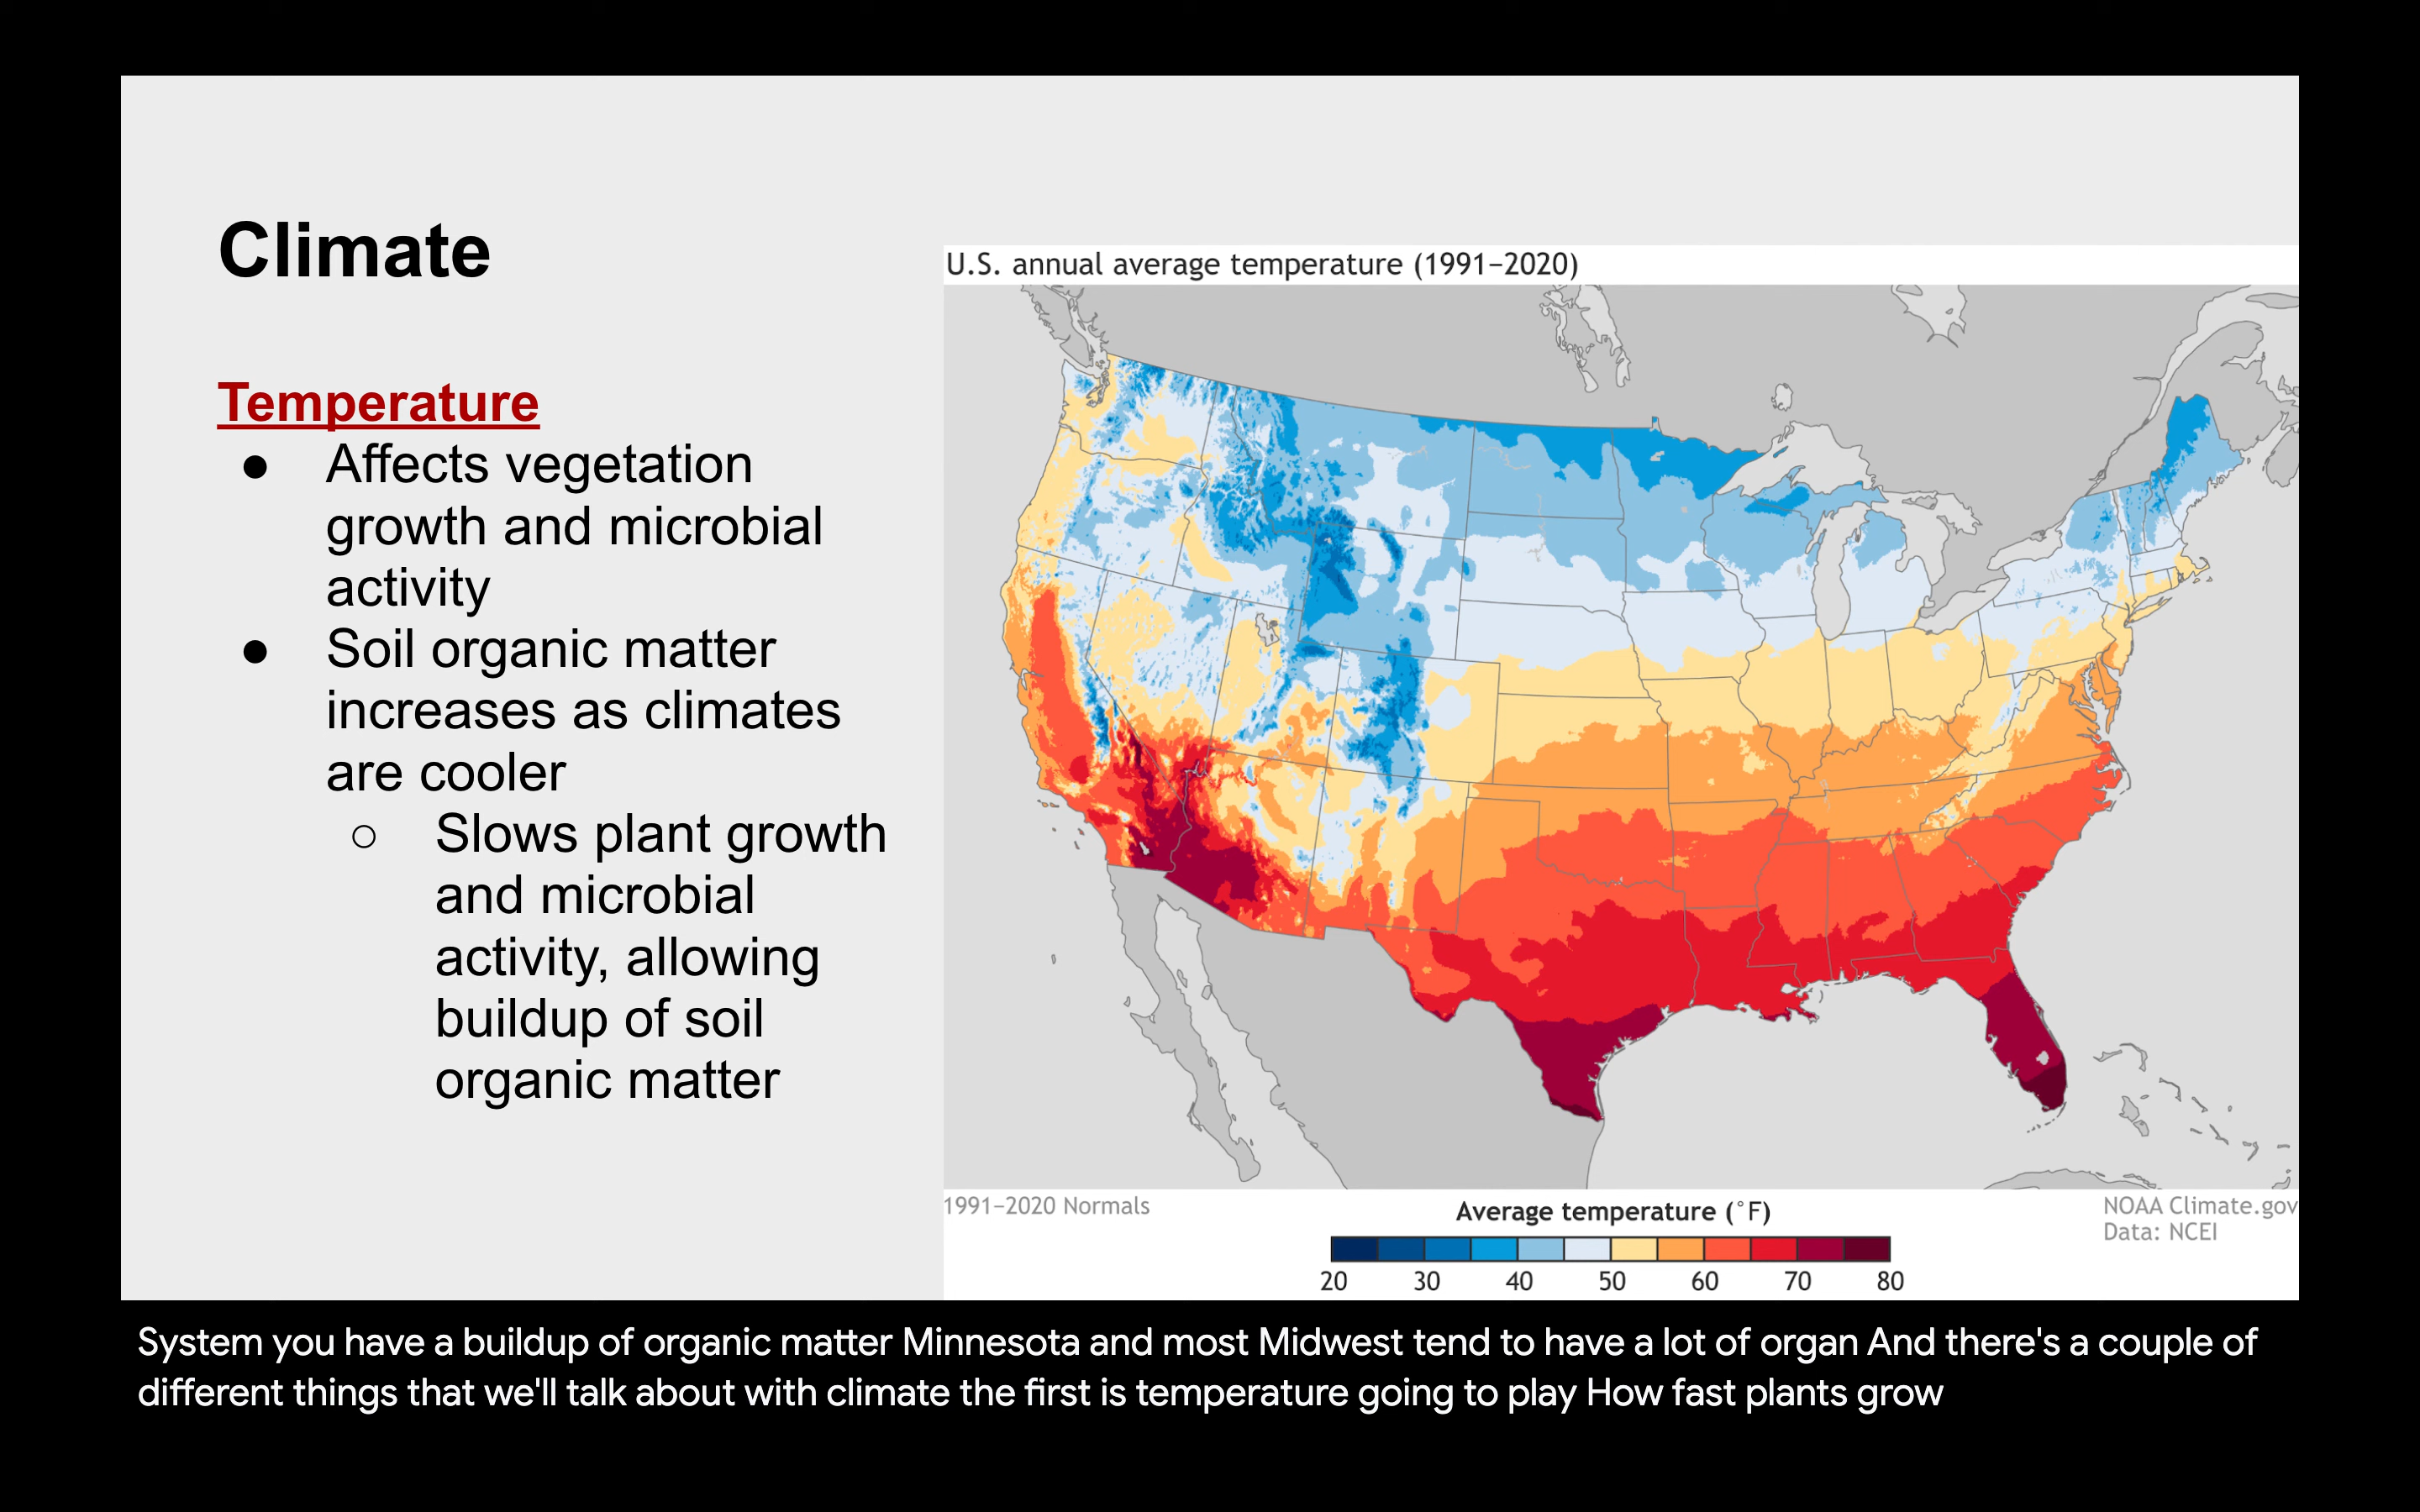 Climate
Temperature
● Affects vegetation
growth and microbial
activity
● Soil organic matter
increases as climates
are cooler
○ Slows plant growth
and microbial
activity, allowing
buildup of soil
organic matter
U.S. annual average temperature (1991–2020)
1991–2020 Normals
Average temperature (°F)
20 30 40 50 60 70 80
NOAA Climate.gov
Data: NCEI
System you have a buildup of organic matter Minnesota and most Midwest tend to have a lot of organ And there's a couple of
different things that we'll talk about with climate the first is temperature going to play How fast plants grow